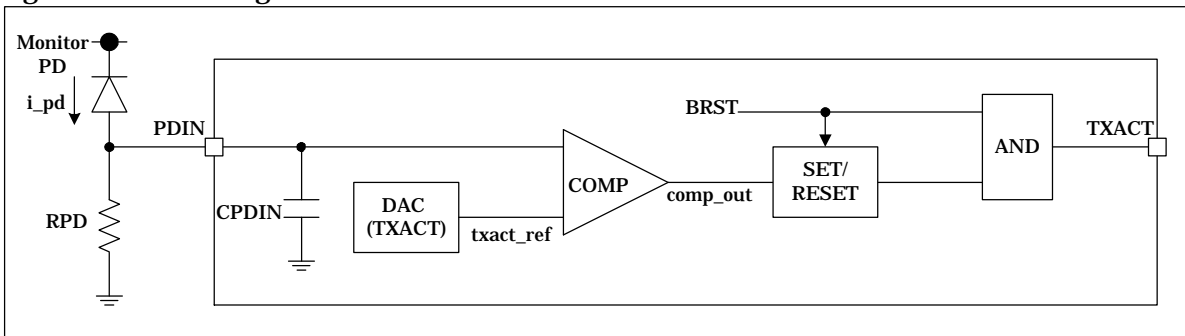 Monitor
PD
i_pd
RPD
PDIN
CPDIN
DAC
(TXACT)
txact_ref
COMP
comp_out
BRST
SET/
RESET
AND
TXACT